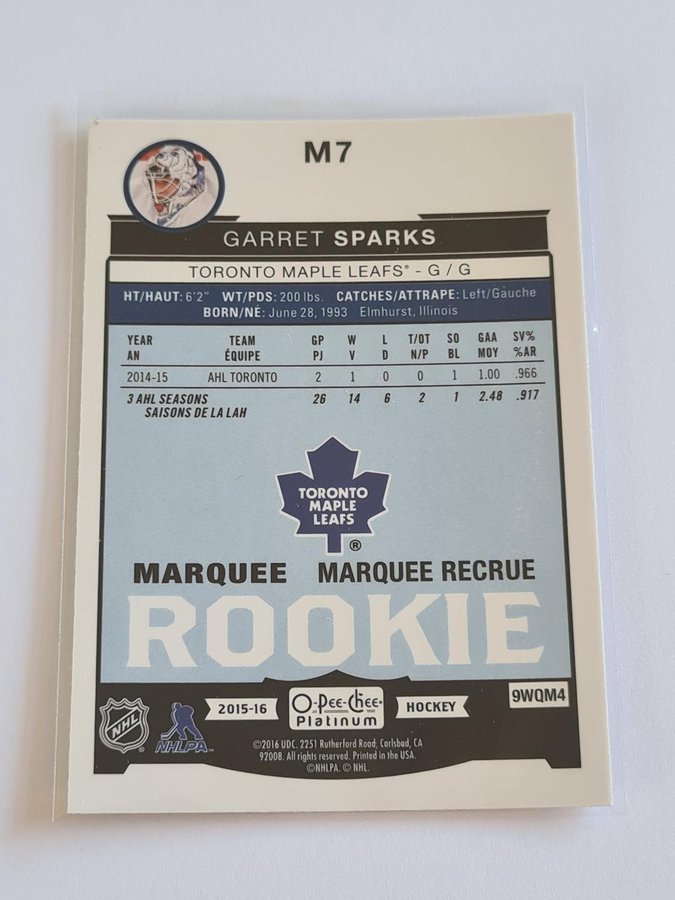 M7
GARRET SPARKS
TORONTO MAPLE LEAFS® - G / G
HT/HAUT: 6'2" WT/PDS: 200 lbs. CATCHES/ATTRAPE: Left/Gauche
BORN/NÉ: June 28, 1993 Elmhurst, Illinois
YEAR TEAM GP W L T/OT SO GAA SV%
AN ÉQUIPE PJ V D N/P BL MOY %AR
2014-15 AHL TORONTO 2 1 0 0 1 1.00 .966
3 AHL SEASONS 26 14 6 2 1 2.48 .917
SAISONS DE LA LAH
TORONTO
MAPLE
LEAFS
®
MARQUEE MARQUEE RECRUE
ROOKIE
9WQM4
NHL NHLPA 2015-16 O-Pee-Chee Platinum HOCKEY
©2016 UDC. 2251 Rutherford Road, Carlsbad, CA
92008. All rights reserved. Printed in the USA.
©NHLPA. © NHL.